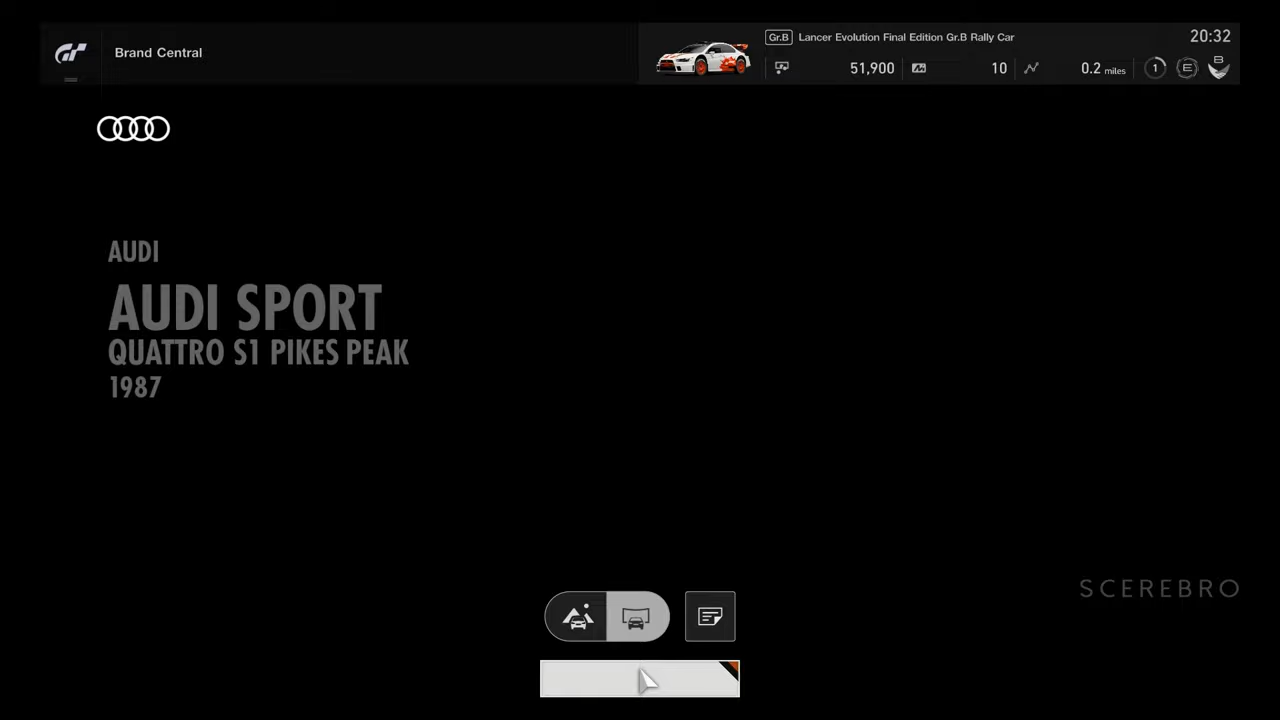 GT
Brand Central
Gr.B Lancer Evolution Final Edition Gr.B Rally Car
20:32
51,900
10
0.2 miles
1
E
B
AUDI
AUDI SPORT
QUATTRO S1 PIKES PEAK
1987
SCEREBRO